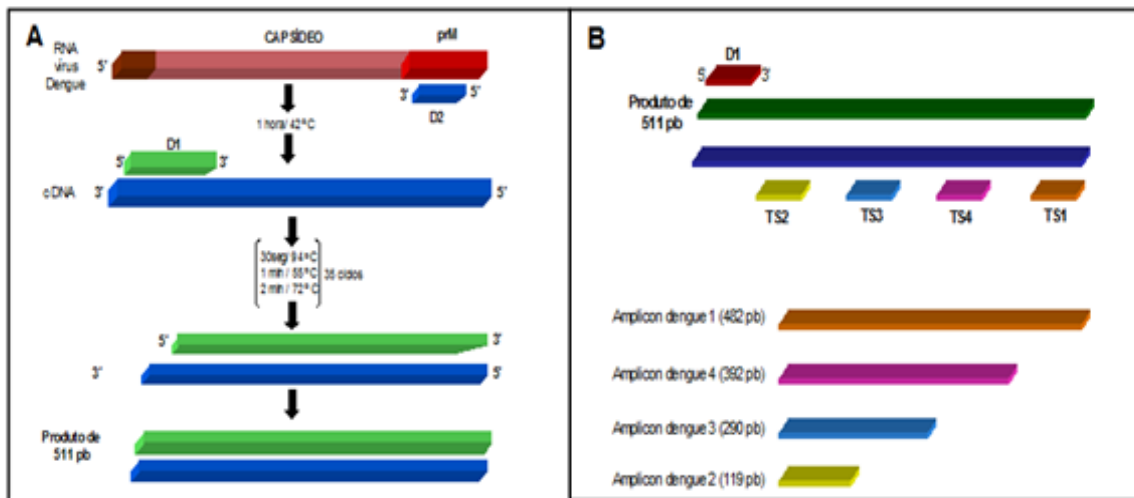 A
CAPSÍDEO
prM
RNA
vírus
Dengue
5'
3'
5"
D2
1 hora/ 42°C
D1
5'
3'
cDNA
3'
5'
30seg/ 94°C
1 min / 55°C
2 min / 72°C
35 ciclos
5'
3'
3'
5'
Produto de
511 pb
B
D1
5'
3'
Produto de
511 pb
TS2
TS3
TS4
TS1
Amplicon dengue 1 (482 pb)
Amplicon dengue 4 (392 pb)
Amplicon dengue 3 (290 pb)
Amplicon dengue 2 (119 pb)